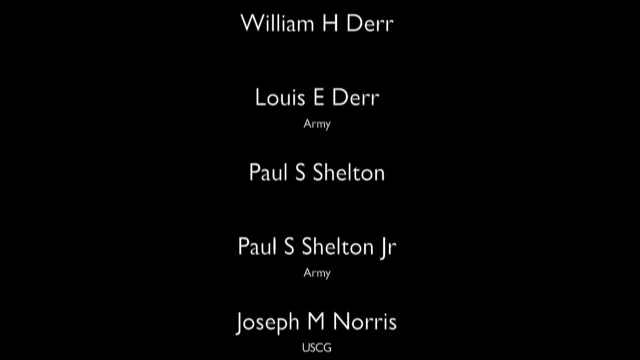 William H Derr
Louis E Derr
Army
Paul S Shelton
Paul S Shelton Jr
Army
Joseph M Norris
USCG